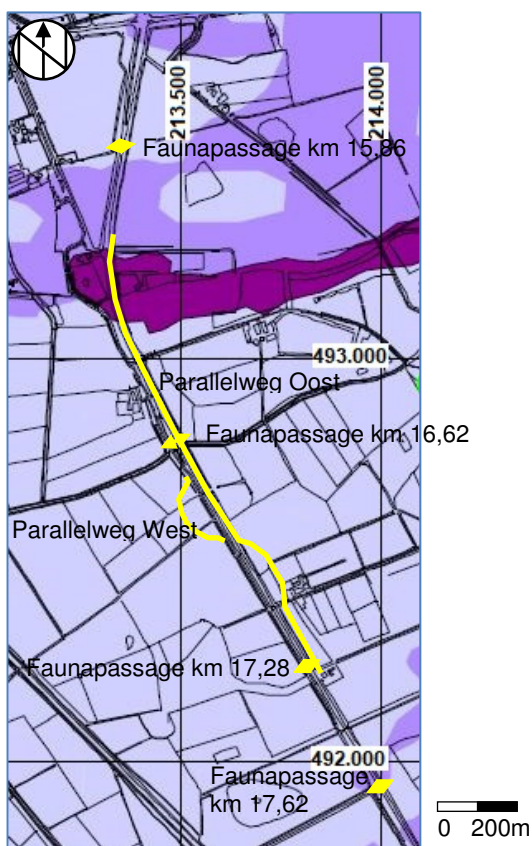 213.500
214.000
Faunapassage km 15,86
493.000
Parallelweg Oost
Faunapassage km 16,62
Parallelweg West
Faunapassage km 17,28
492.000
Faunapassage
km 17,62
0 200m